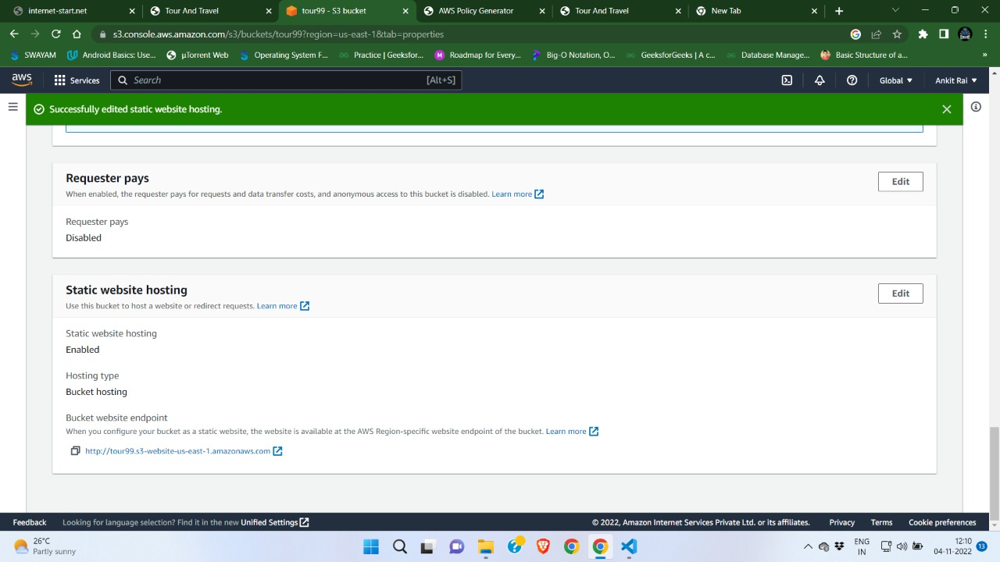 internet-start.net
Tour And Travel
tour99 - S3 bucket
AWS Policy Generator
Tour And Travel
New Tab
s3.console.aws.amazon.com/s3/buckets/tour99?region=us-east-1&tab=properties
SWAYAM
Android Basics: Use...
µTorrent Web
Operating System F...
Practice | Geeksfor...
Roadmap for Every...
Big-O Notation, O...
GeeksforGeeks | A c...
Database Manage...
Basic Structure of a...
»
aws
Services
Search
[Alt+S]
Global
Ankit Rai
Successfully edited static website hosting.
Requester pays
Edit
When enabled, the requester pays for requests and data transfer costs, and anonymous access to this bucket is disabled. Learn more
Requester pays
Disabled
Static website hosting
Edit
Use this bucket to host a website or redirect requests. Learn more
Static website hosting
Enabled
Hosting type
Bucket hosting
Bucket website endpoint
When you configure your bucket as a static website, the website is available at the AWS Region-specific website endpoint of the bucket. Learn more
http://tour99.s3-website-us-east-1.amazonaws.com
Feedback
Looking for language selection? Find it in the new Unified Settings
© 2022, Amazon Internet Services Private Ltd. or its affiliates.
Privacy
Terms
Cookie preferences
26°C
Partly sunny
ENG
IN
12:10
04-11-2022
13